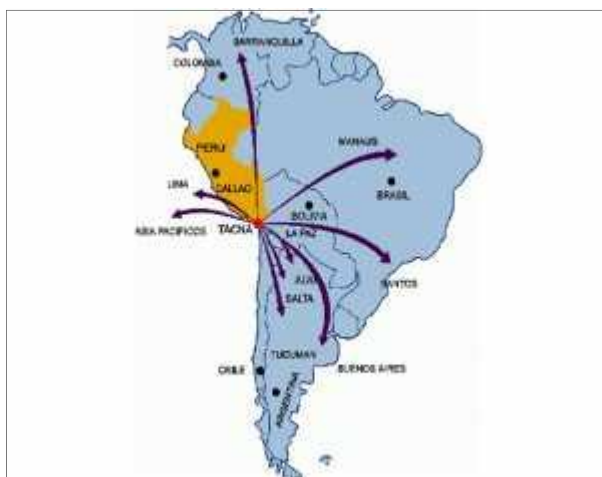 BARRANQUILLA
COLOMBIA
MANAUS
PERU
LIMA
CALLAO
BRASIL
BOLIVIA
ASIA PACIFICOS
TACNA
LA PAZ
JUJUY
SANTOS
SALTA
TUCUMAN
CHILE
BUENOS AIRES
ARGENTINA